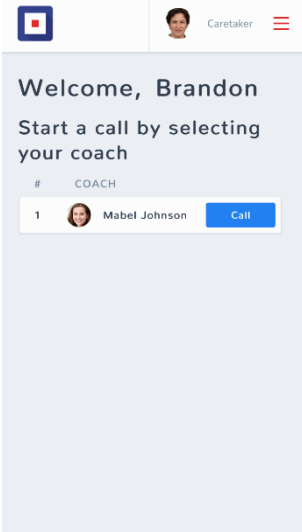 Caretaker
Welcome, Brandon
Start a call by selecting
your coach
# COACH
1 Mabel Johnson Call